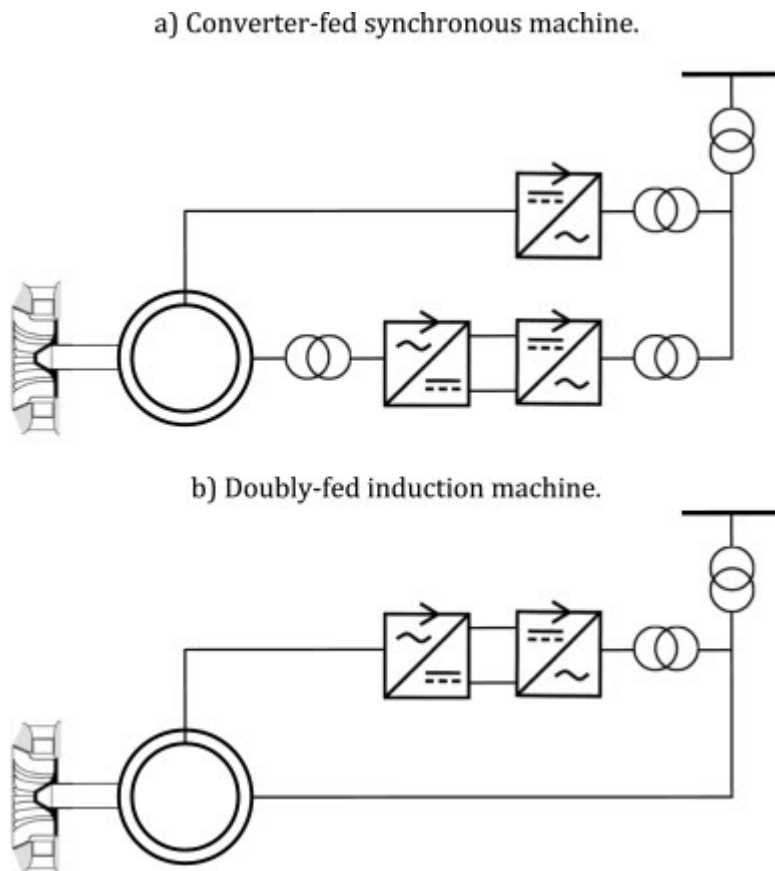 a) Converter-fed synchronous machine.
b) Doubly-fed induction machine.